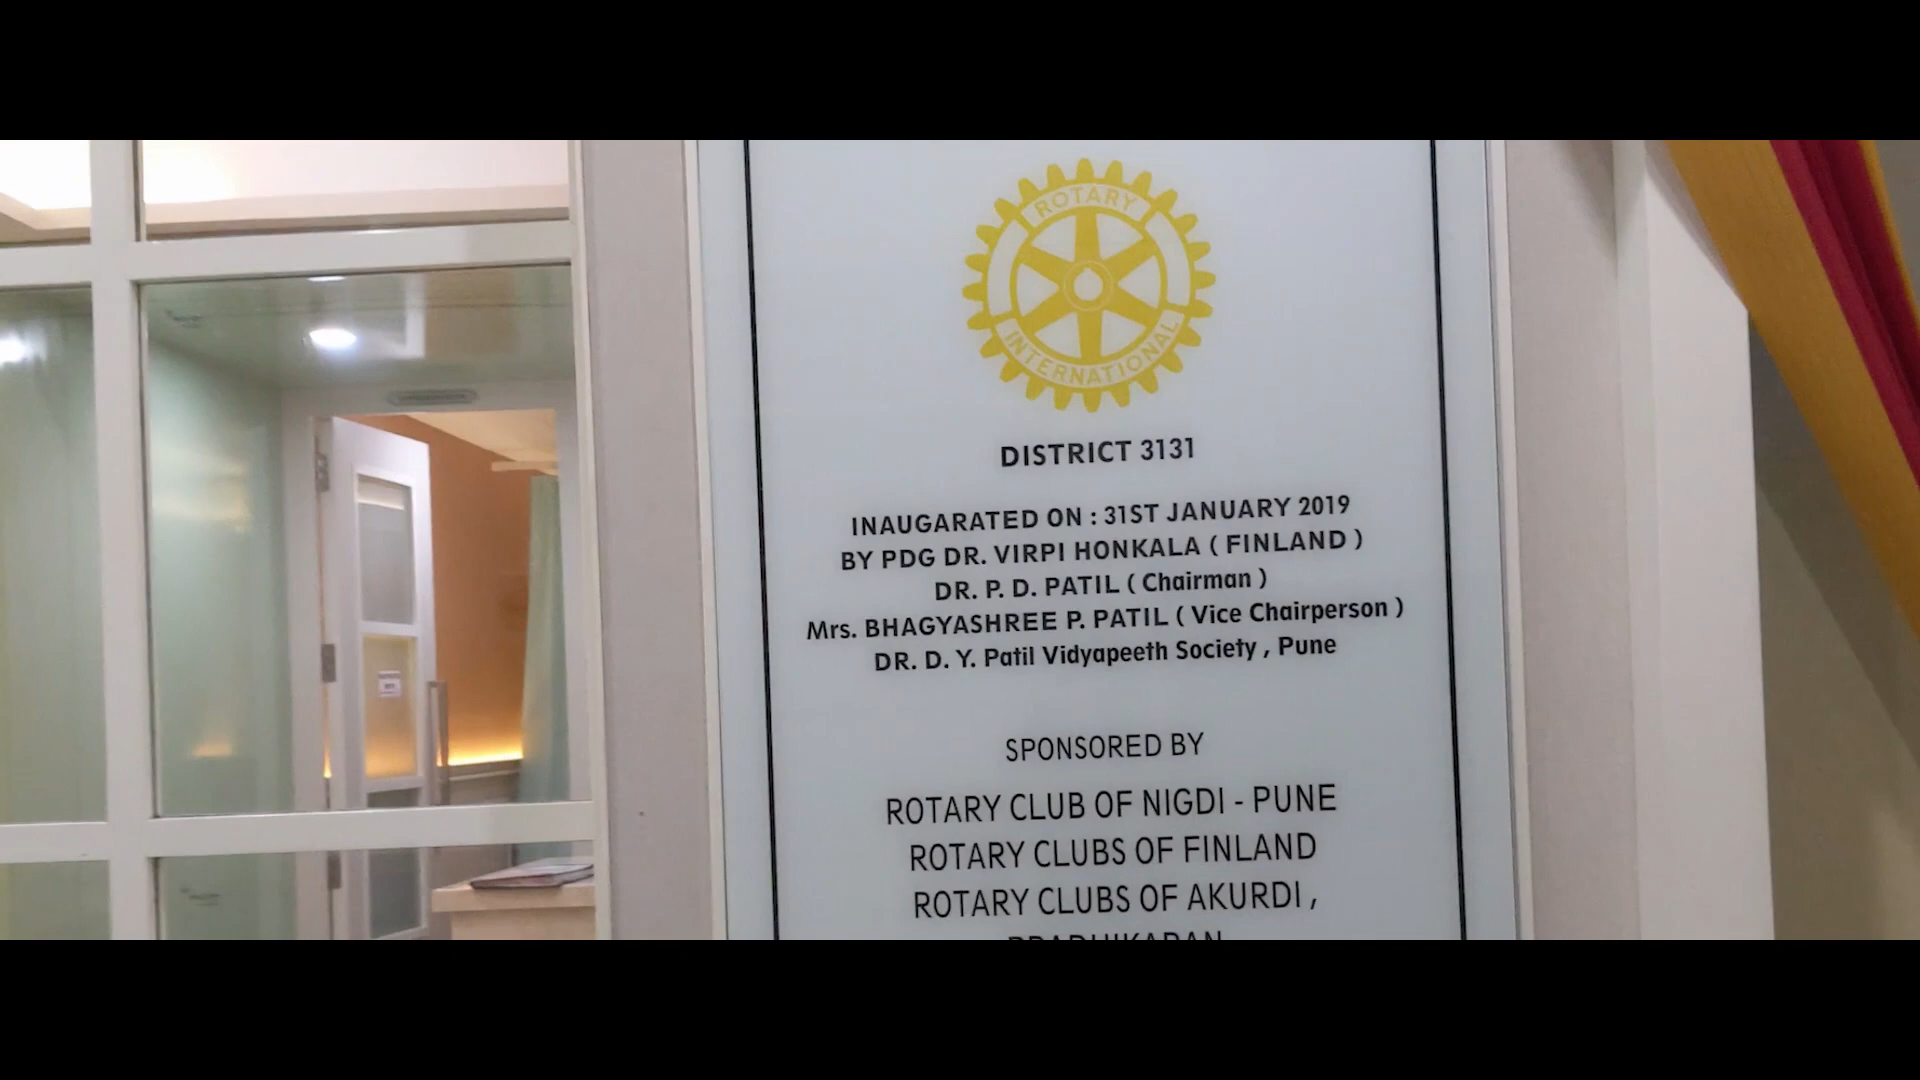 ROTARY
INTERNATIONAL
DISTRICT 3131
INAUGARATED ON : 31ST JANUARY 2019
BY PDG DR. VIRPI HONKALA ( FINLAND )
DR. P. D. PATIL ( Chairman )
Mrs. BHAGYASHREE P. PATIL ( Vice Chairperson )
DR. D. Y. Patil Vidyapeeth Society , Pune
SPONSORED BY
ROTARY CLUB OF NIGDI - PUNE
ROTARY CLUBS OF FINLAND
ROTARY CLUBS OF AKURDI ,